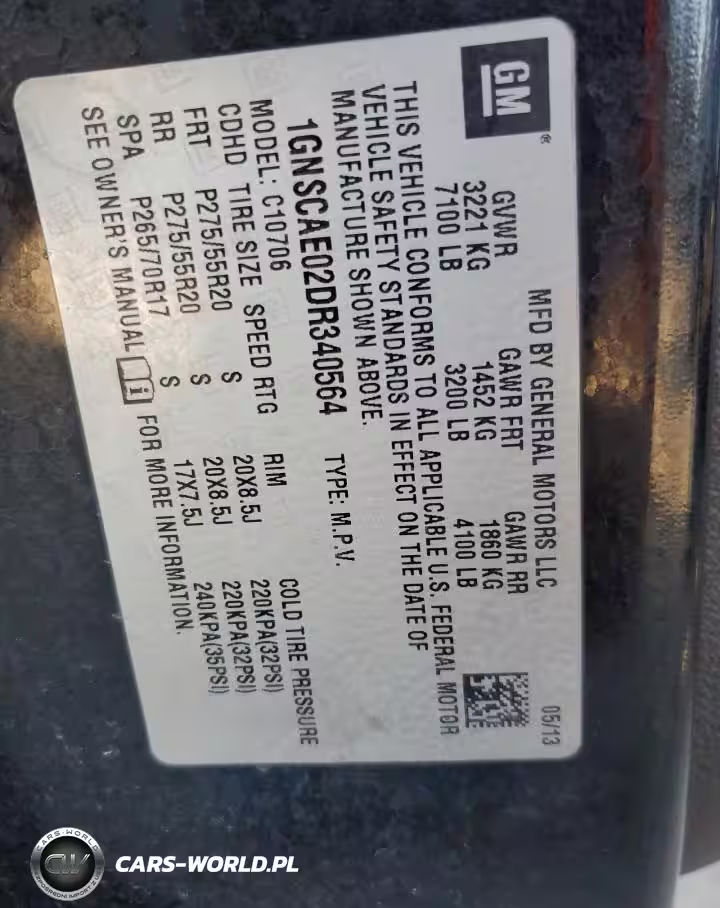 GM®
MFD BY GENERAL MOTORS LLC 05/13
GVWR GAWR FRT GAWR RR
3221 KG 1452 KG 1860 KG
7100 LB 3200 LB 4100 LB
THIS VEHICLE CONFORMS TO ALL APPLICABLE U.S. FEDERAL MOTOR
VEHICLE SAFETY STANDARDS IN EFFECT ON THE DATE OF
MANUFACTURE SHOWN ABOVE.
1GNSCAE02DR340564 TYPE: M.P.V.
MODEL: C10706
CDHD TIRE SIZE SPEED RTG RIM COLD TIRE PRESSURE
FRT P275/55R20 S 20X8.5J 220KPA(32PSI)
RR P275/55R20 S 20X8.5J 220KPA(32PSI)
SPA P265/70R17 S 17X7.5J 240KPA(35PSI)
SEE OWNER'S MANUAL i FOR MORE INFORMATION.
CARS-WORLD
CW
CARS-WORLD.PL